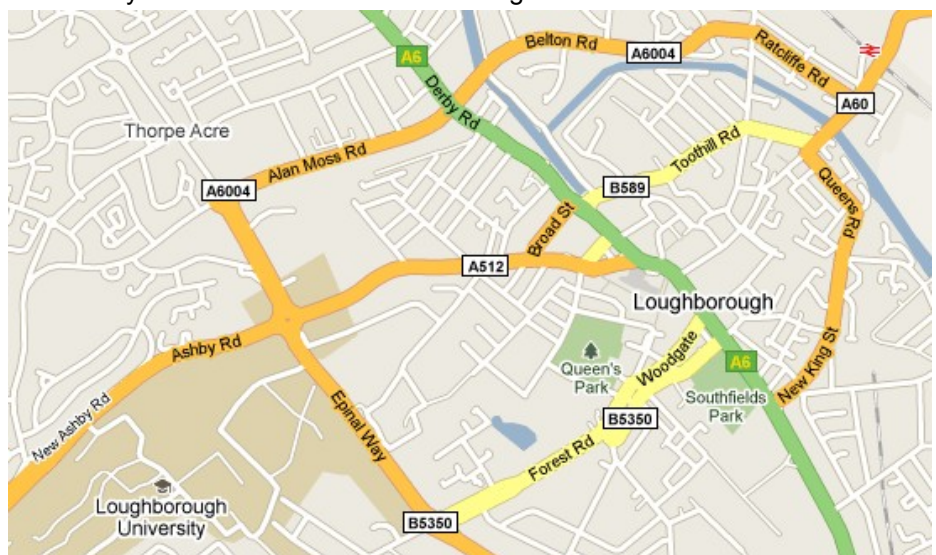 Belton Rd
A6004
Ratcliffe Rd
A6
Derby Rd
A60
Thorpe Acre
Alan Moss Rd
Toothill Rd
A6004
B589
Queens Rd
Broad St
A512
Loughborough
Ashby Rd
Woodgate
Queen's
Park
A6
New King St
Southfields
Park
New Ashby Rd
Epinal Way
B5350
Forest Rd
Loughborough
University
B5350